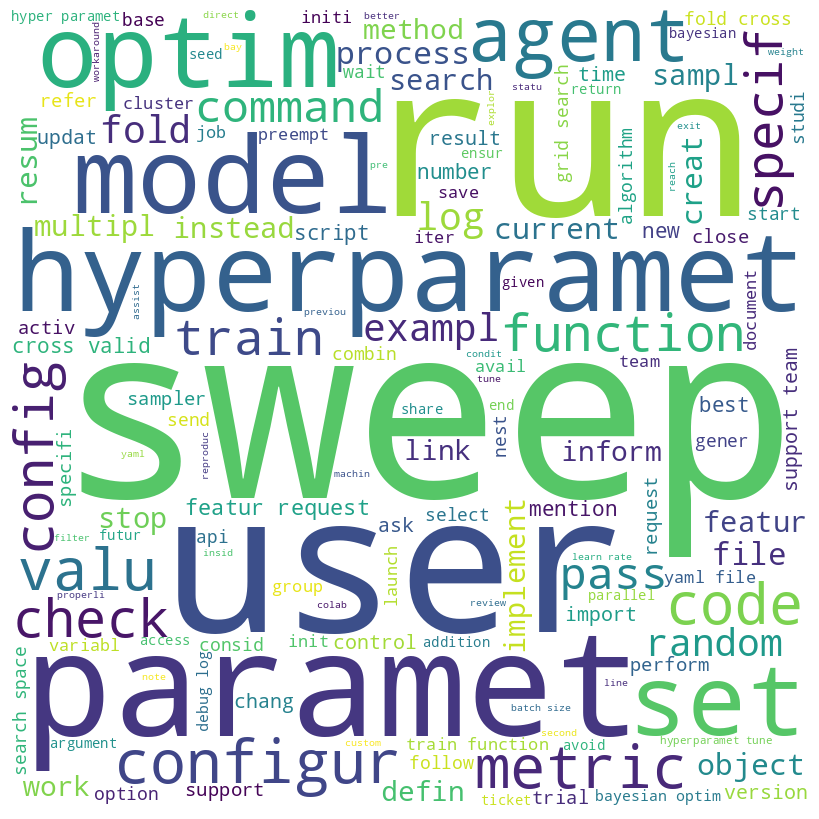 hyper paramet
base
direct
better
initi
method
fold cross
bayesian
workaround
seed
bay
optim
agent
process
search
wait
time
statu
return
sampl
weight
refer
cluster
command
run
explor
grid search
specif
studi
resum
updat
fold
job
preempt
result
number
ensur
exit
algorithm
creat
reach
model
pre
save
log
start
multipl
instead
script
iter
current
new
close
hyperparamet
given
document
assist
previou
activ
train
exampl
function
team
cross valid
combin
condit
avail
tune
config
sweep
sampler
send
share
end
nest
best
gener
support team
link
inform
specifi
yaml
reproduc
machin
featur request
stop
mention
request
featur
filter
futur
api
ask
select
implement
file
insid
user
learn rate
valu
properli
group
colab
launch
review
pass
parallel
yaml file
code
check
import
variabl
access
consid
init
control
addition
random
paramet
set
perform
search space
note
debug log
chang
line
batch size
argument
custom
second
train function
avoid
hyperparamet tune
configur
follow
metric
object
work
option
support
defin
ticket
trial
bayesian optim
version